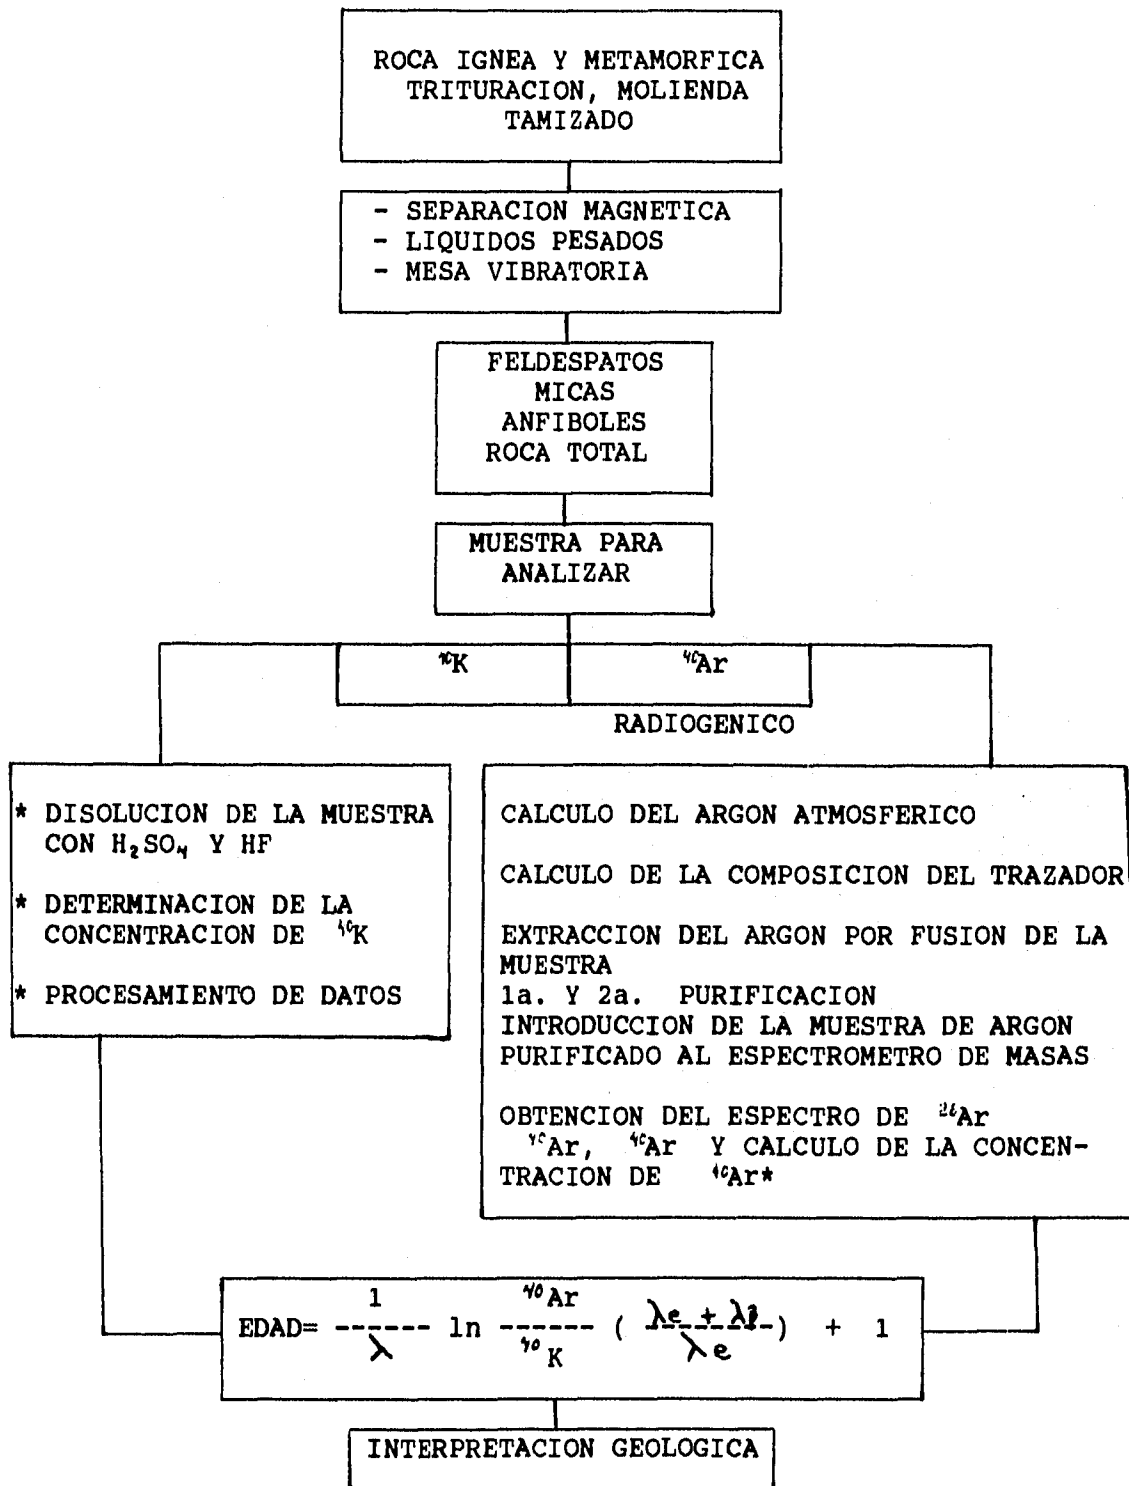 ROCA IGNEA Y METAMORFICA
TRITURACION, MOLIENDA
TAMIZADO
- SEPARACION MAGNETICA
- LIQUIDOS PESADOS
- MESA VIBRATORIA
FELDESPATOS
MICAS
ANFIBOLES
ROCA TOTAL
MUESTRA PARA
ANALIZAR
⁴⁰K
⁴⁰Ar
RADIOGENICO
* DISOLUCION DE LA MUESTRA
CON H₂SO₄ Y HF
* DETERMINACION DE LA
CONCENTRACION DE ⁴⁰K
* PROCESAMIENTO DE DATOS
CALCULO DEL ARGON ATMOSFERICO
CALCULO DE LA COMPOSICION DEL TRAZADOR
EXTRACCION DEL ARGON POR FUSION DE LA
MUESTRA
1a. Y 2a. PURIFICACION
INTRODUCCION DE LA MUESTRA DE ARGON
PURIFICADO AL ESPECTROMETRO DE MASAS
OBTENCION DEL ESPECTRO DE Ar
Ar, ⁴⁰Ar Y CALCULO DE LA CONCEN-
TRACION DE ⁴⁰Ar*
1 ⁴⁰Ar
EDAD= ------ ln ------ ( λe + λβ ) + 1
λ ⁴⁰K λe
INTERPRETACION GEOLOGICA